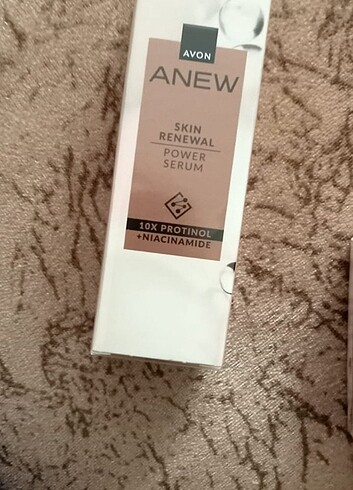 AVON
ANEW
SKIN
RENEWAL
POWER
SERUM
10X PROTINOL
+NIACINAMIDE